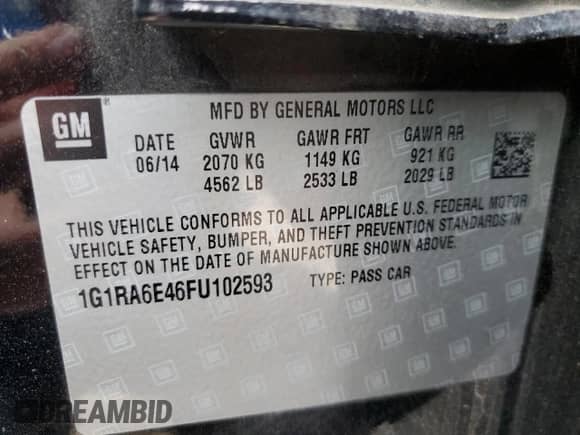 GM ®
MFD BY GENERAL MOTORS LLC
DATE GVWR GAWR FRT GAWR RR
06/14 2070 KG 1149 KG 921 KG
4562 LB 2533 LB 2029 LB
THIS VEHICLE CONFORMS TO ALL APPLICABLE U.S. FEDERAL MOTOR
VEHICLE SAFETY, BUMPER, AND THEFT PREVENTION STANDARDS IN
EFFECT ON THE DATE OF MANUFACTURE SHOWN ABOVE.
1G1RA6E46FU102593 TYPE: PASS CAR
DREAMBID